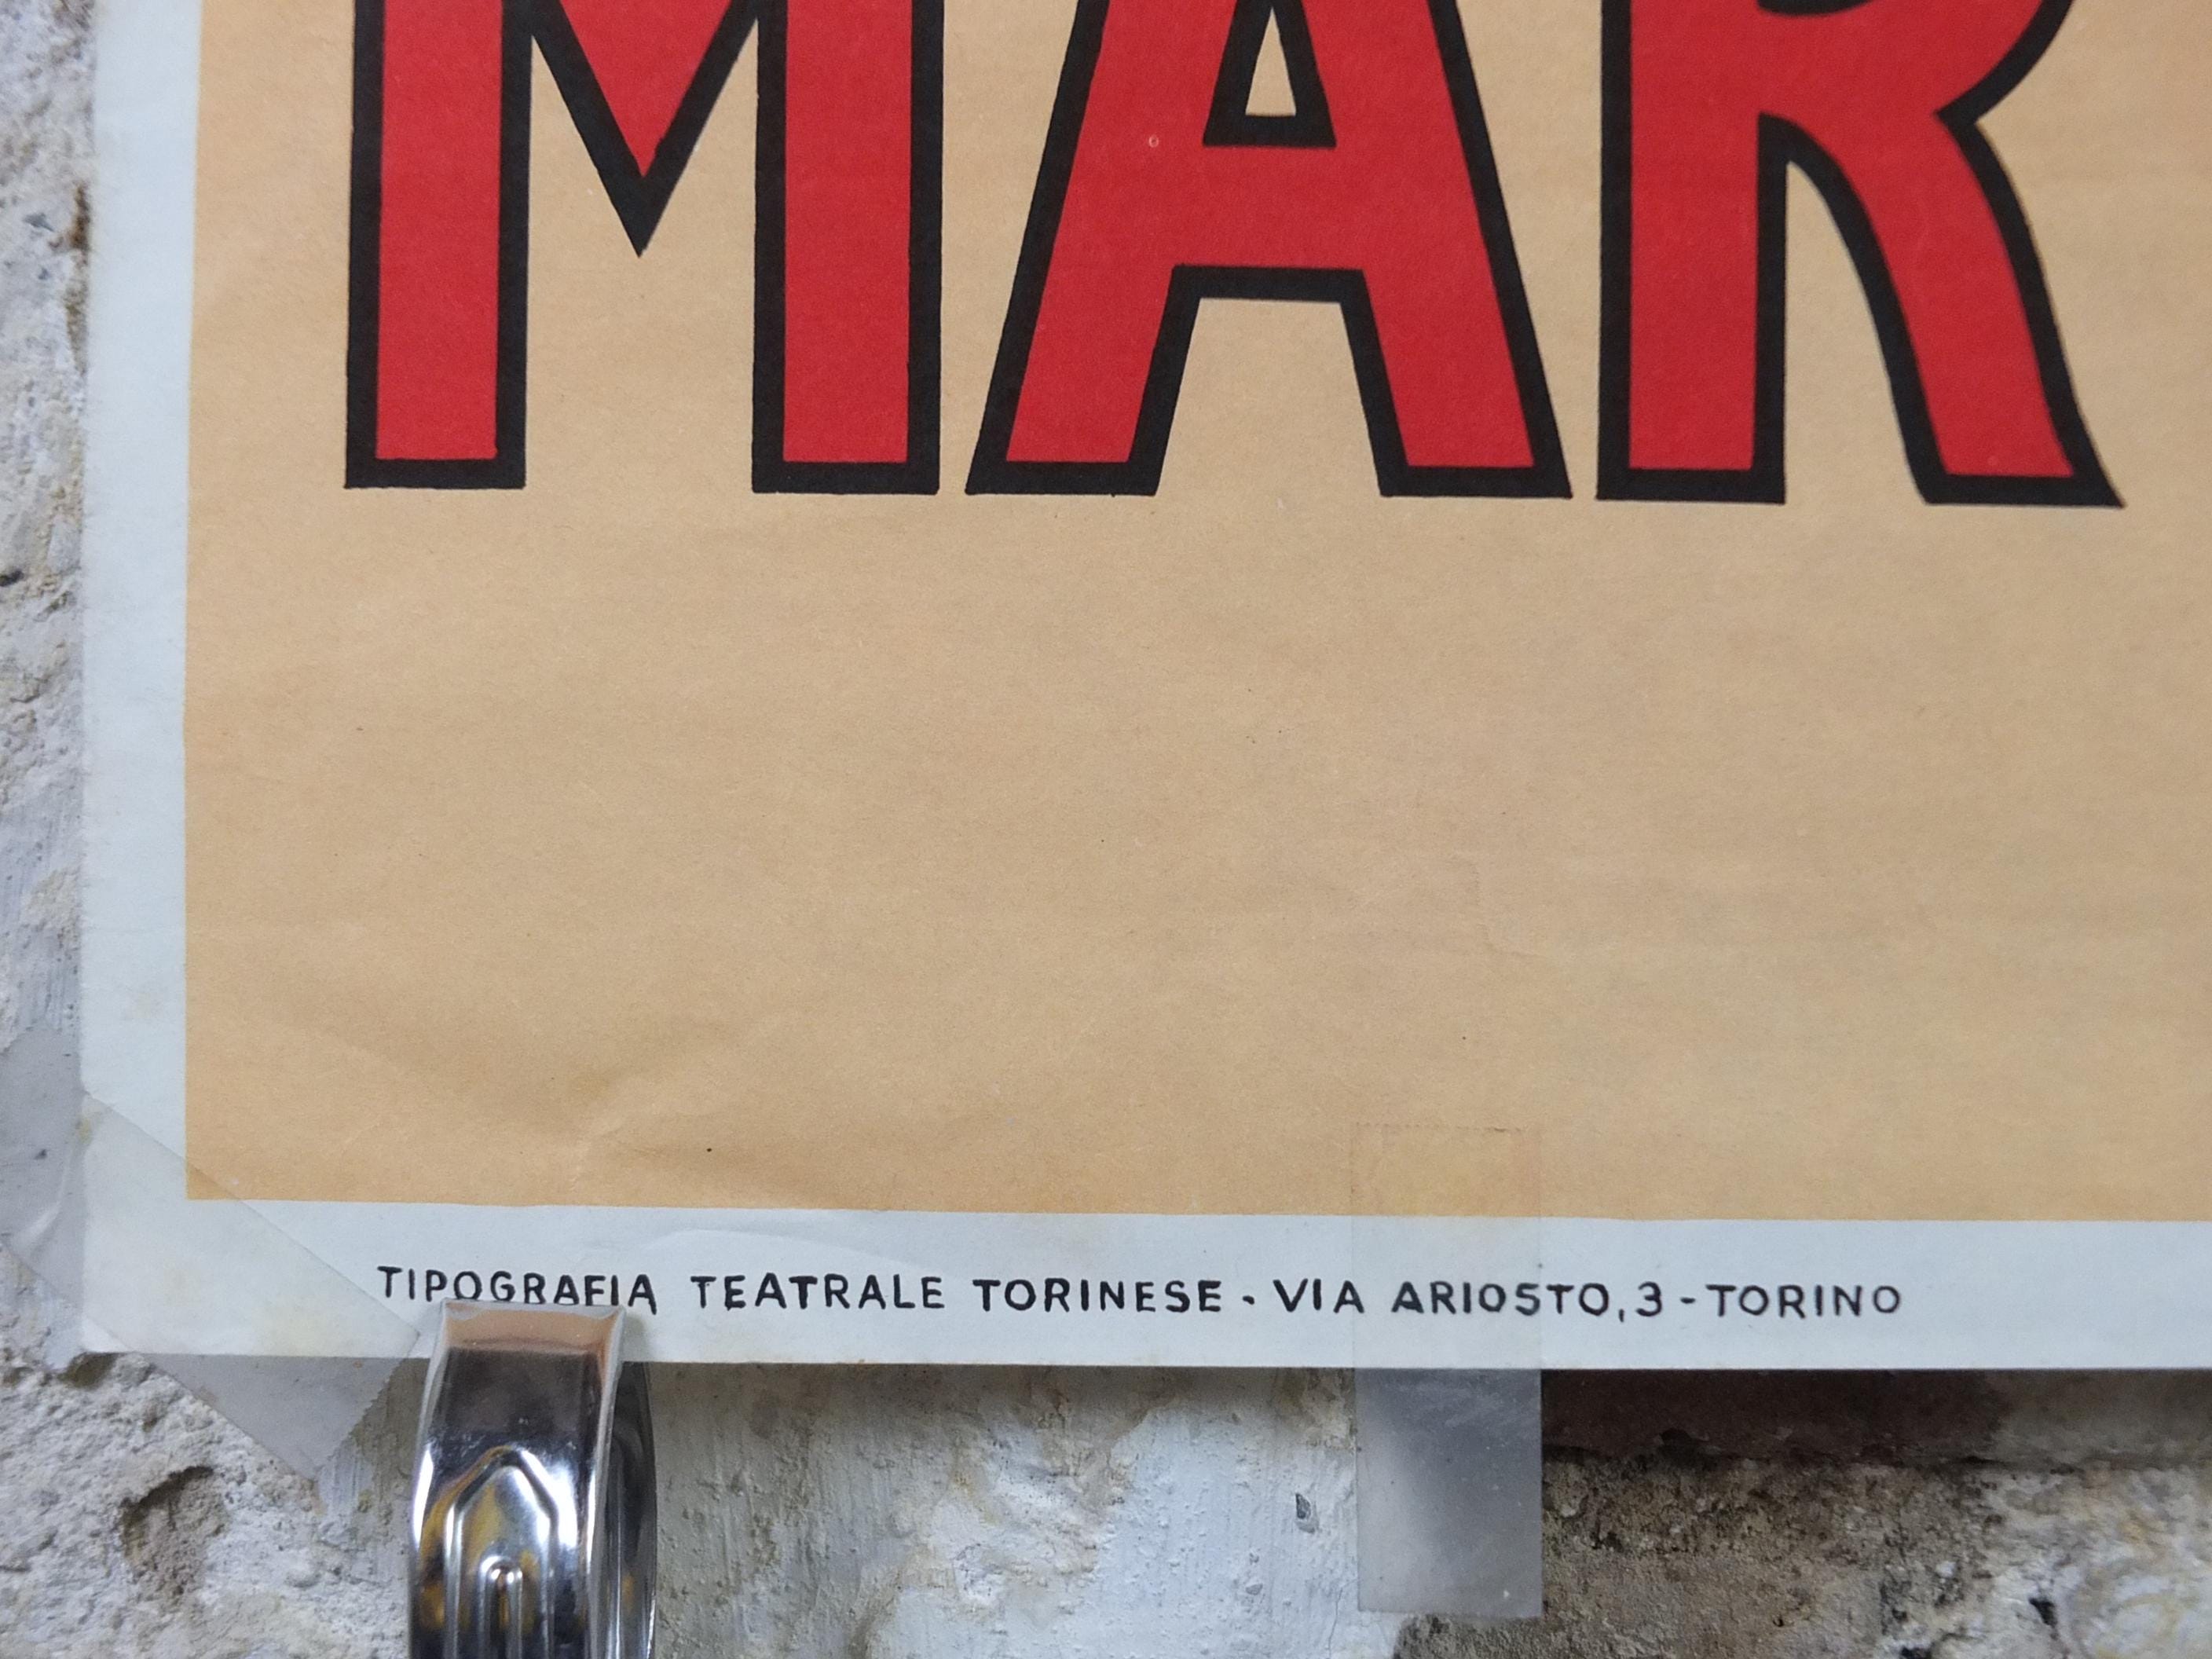 MAR
TIPOGRAFIA TEATRALE TORINESE - VIA ARIOSTO, 3 - TORINO